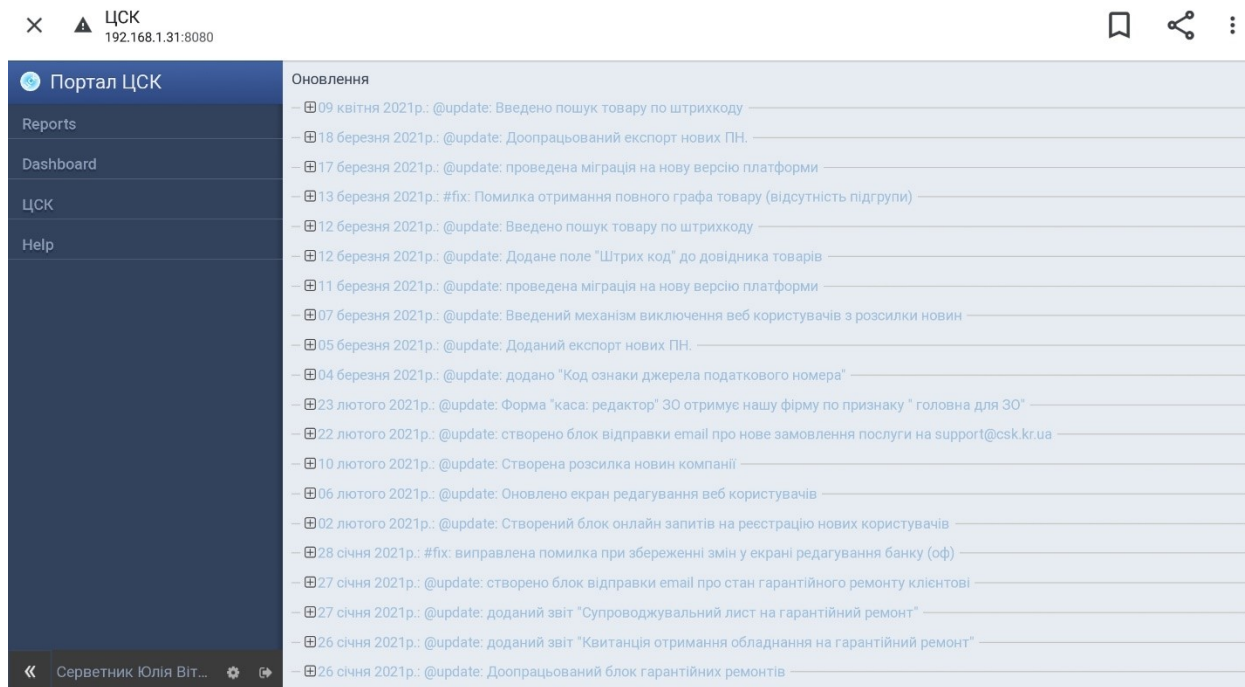 ЦСК
192.168.1.31:8080
Портал ЦСК
Reports
Dashboard
ЦСК
Help
Серветник Юлія Віт...
Оновлення
09 квітня 2021р.: @update: Введено пошук товару по штрихкоду
18 березня 2021р.: @update: Доопрацьований експорт нових ПН.
17 березня 2021р.: @update: проведена міграція на нову версію платформи
13 березня 2021р.: #fix: Помилка отримання повного графа товару (відсутність підгрупи)
12 березня 2021р.: @update: Введено пошук товару по штрихкоду
12 березня 2021р.: @update: Додане поле "Штрих код" до довідника товарів
11 березня 2021р.: @update: проведена міграція на нову версію платформи
07 березня 2021р.: @update: Введений механізм виключення веб користувачів з розсилки новин
05 березня 2021р.: @update: Доданий експорт нових ПН.
04 березня 2021р.: @update: додано "Код ознаки джерела податкового номера"
23 лютого 2021р.: @update: Форма "каса: редактор" ЗО отримує нашу фірму по признаку " головна для ЗО"
22 лютого 2021р.: @update: створено блок відправки email про нове замовлення послуги на support@csk.kr.ua
10 лютого 2021р.: @update: Створена розсилка новин компанії
06 лютого 2021р.: @update: Оновлено екран редагування веб користувачів
02 лютого 2021р.: @update: Створений блок онлайн запитів на реєстрацію нових користувачів
28 січня 2021р.: #fix: виправлена помилка при збереженні змін у екрані редагування банку (оф)
27 січня 2021р.: @update: створено блок відправки email про стан гарантійного ремонту клієнтові
27 січня 2021р.: @update: доданий звіт "Супроводжувальний лист на гарантійний ремонт"
26 січня 2021р.: @update: доданий звіт "Квитанція отримання обладнання на гарантійний ремонт"
26 січня 2021р.: @update: Доопрацьований блок гарантійних ремонтів